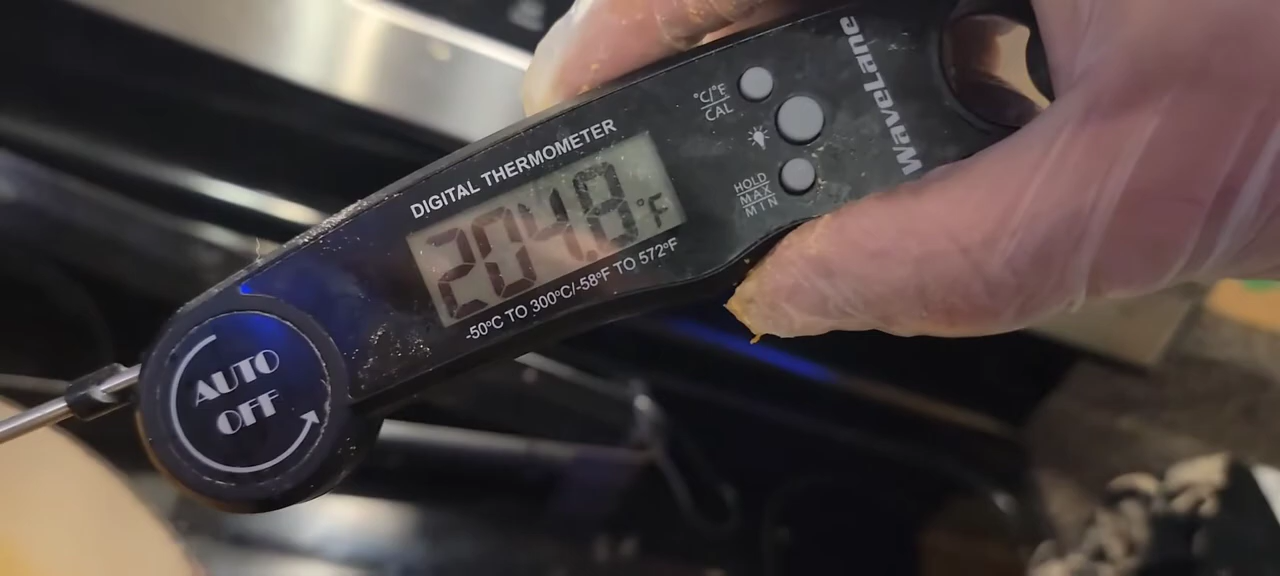 DIGITAL THERMOMETER
204.8°F
-50°C TO 300°C/-58°F TO 572°F
AUTO
OFF
°C/°F
CAL
HOLD
MAX
MIN
WaveLane